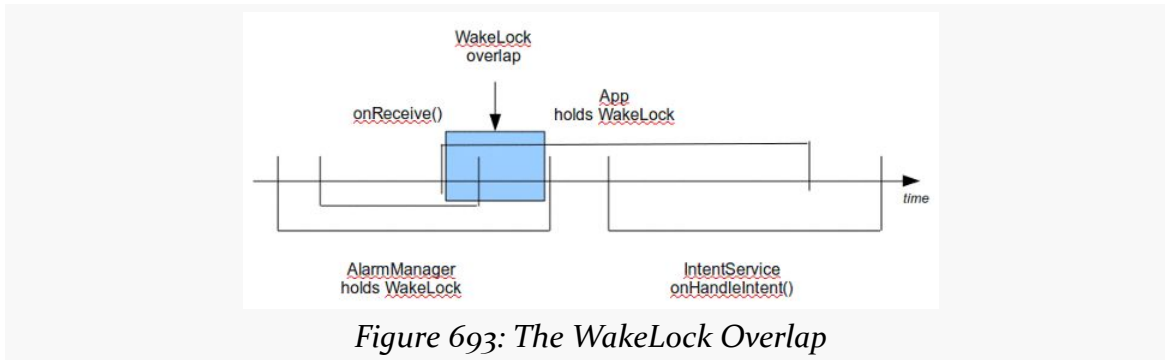 WakeLock
overlap
onReceive()
App
holds WakeLock
time
AlarmManager
holds WakeLock
IntentService
onHandleIntent()
Figure 693: The WakeLock Overlap